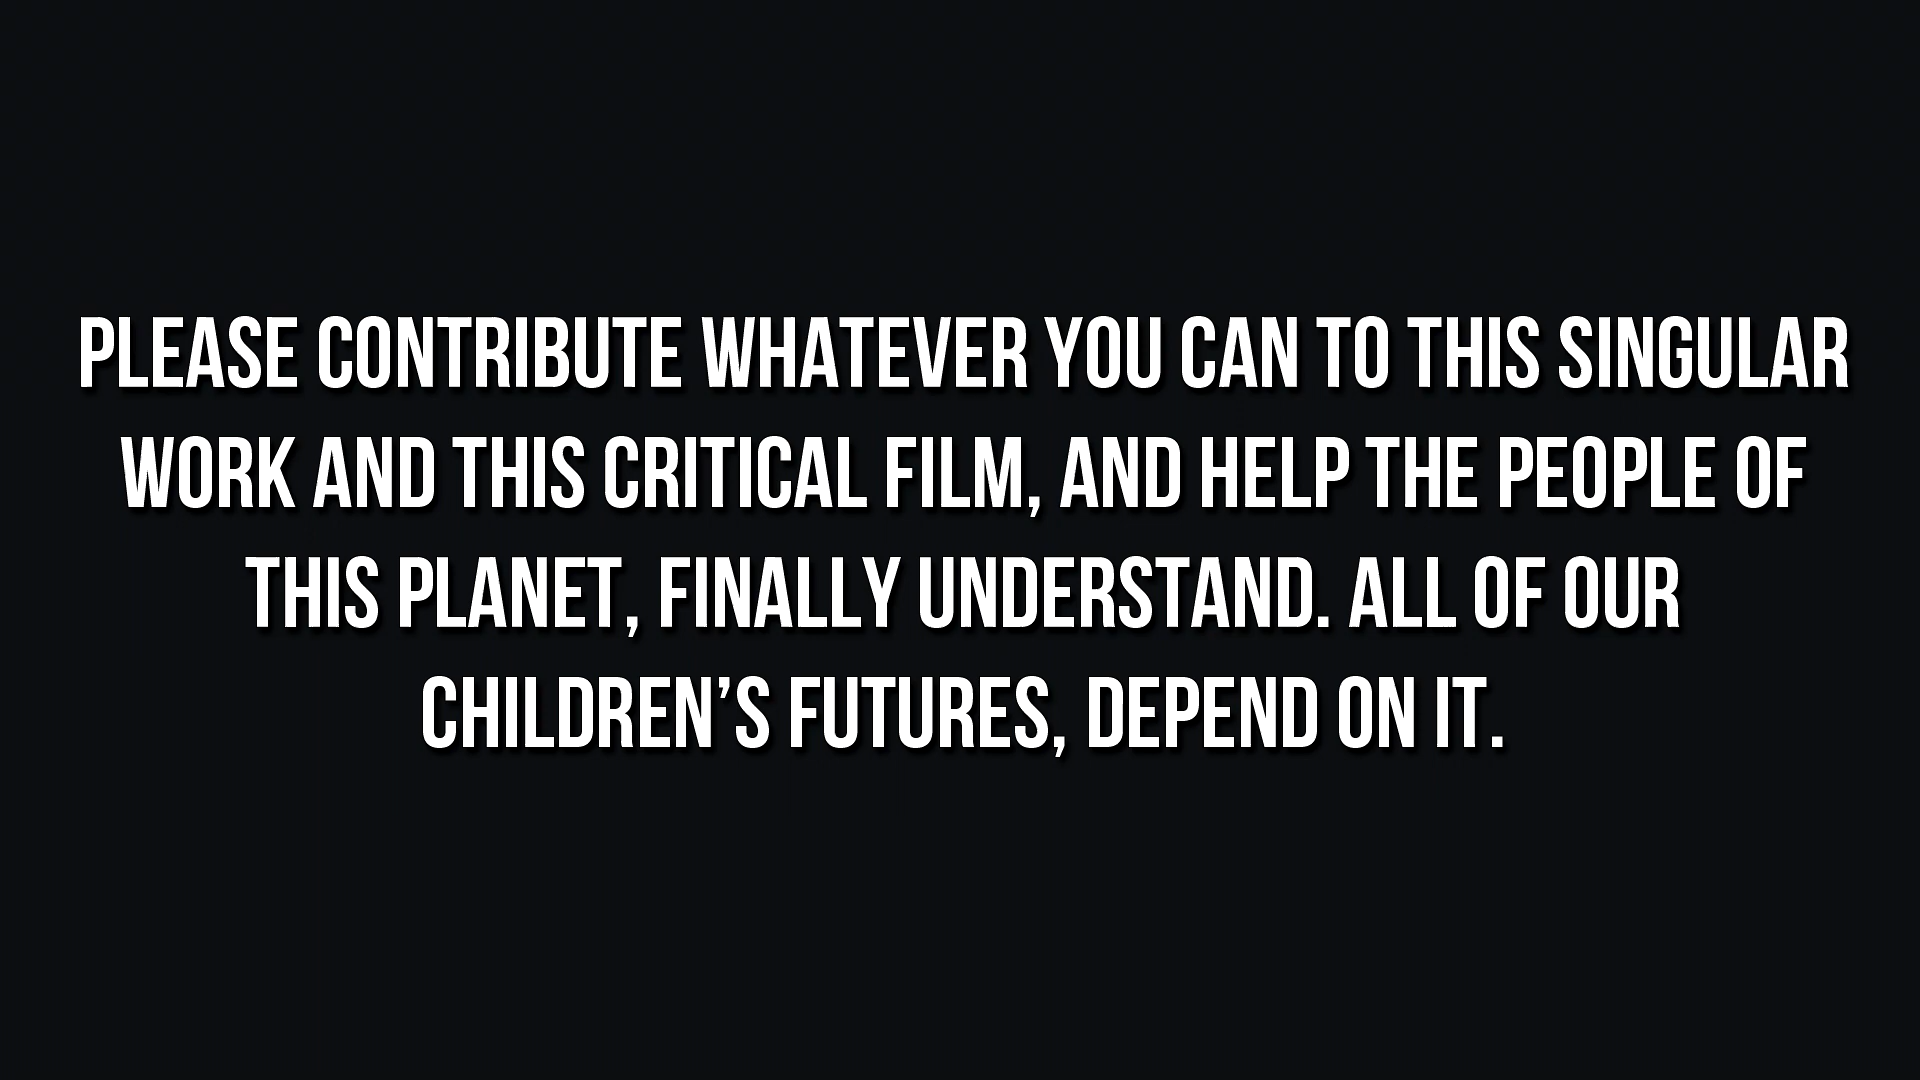 PLEASE CONTRIBUTE WHATEVER YOU CAN TO THIS SINGULAR
WORK AND THIS CRITICAL FILM, AND HELP THE PEOPLE OF
THIS PLANET, FINALLY UNDERSTAND. ALL OF OUR
CHILDREN’S FUTURES, DEPEND ON IT.